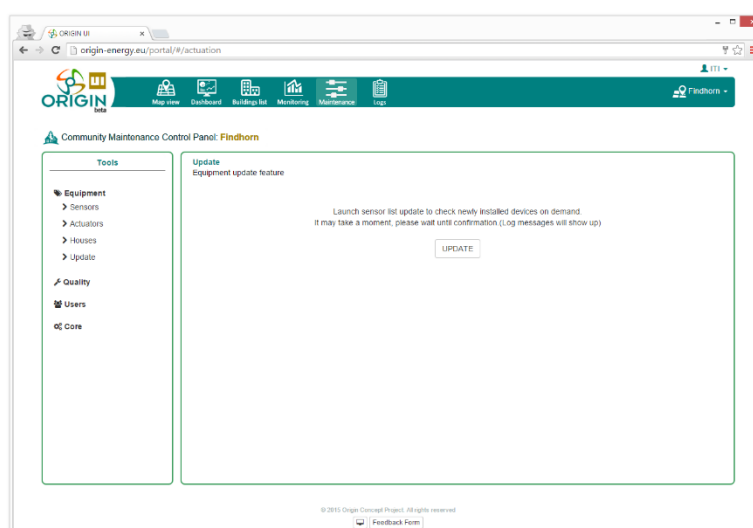 ORIGIN UI
origin-energy.eu/portal/#/actuation
ITI
UI
ORIGIN
beta
Map view Dashboard Buildings list Monitoring Maintenance Logs
Findhorn
Community Maintenance Control Panel: Findhorn
Tools
Equipment
Sensors
Actuators
Houses
Update
Quality
Users
Core
Update
Equipment update feature
Launch sensor list update to check newly installed devices on demand.
It may take a moment, please wait until confirmation (Log messages will show up)
UPDATE
© 2015 Origin Concept Project. All rights reserved
Feedback Form